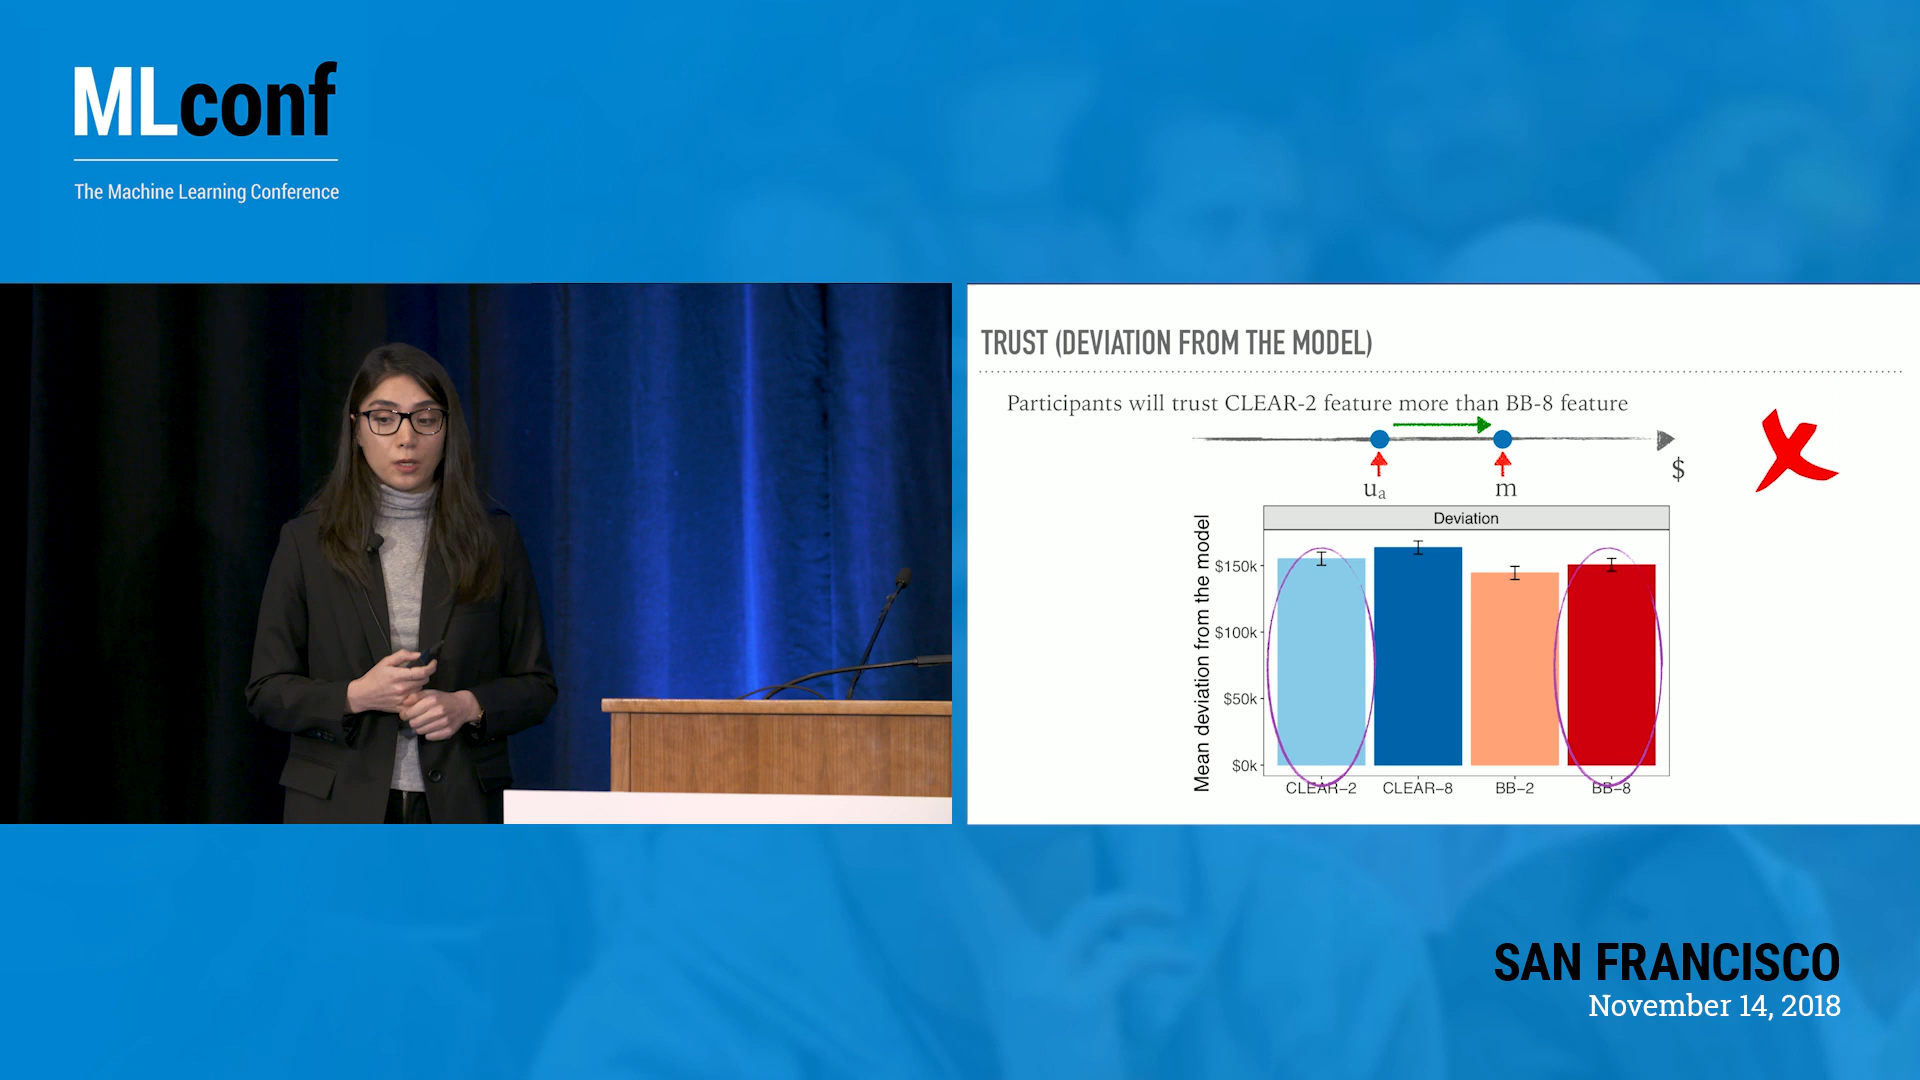 MLconf
The Machine Learning Conference
TRUST (DEVIATION FROM THE MODEL)
Participants will trust CLEAR-2 feature more than BB-8 feature
$
uₐ
m
Deviation
Mean deviation from the model
$150k
$100k
$50k
$0k
CLEAR–2
CLEAR–8
BB–2
BB–8
SAN FRANCISCO
November 14, 2018